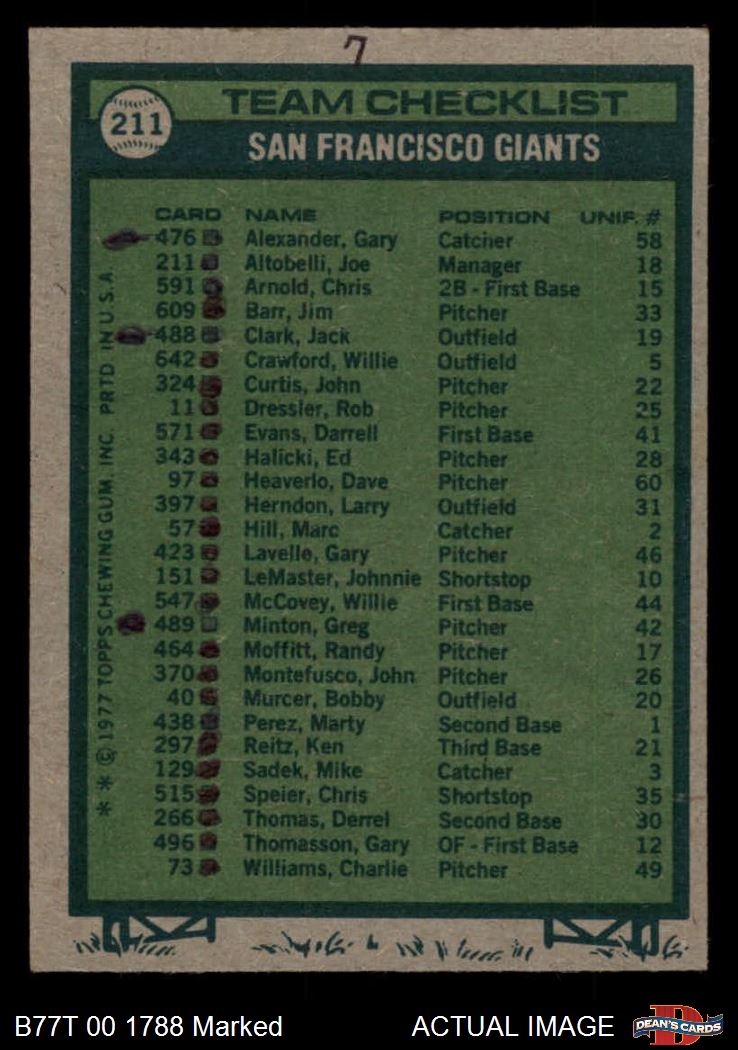 7
211
TEAM CHECKLIST
SAN FRANCISCO GIANTS
CARD NAME POSITION UNIF. #
476 Alexander, Gary Catcher 58
211 Altobelli, Joe Manager 18
591 Arnold, Chris 2B - First Base 15
609 Barr, Jim Pitcher 33
488 Clark, Jack Outfield 19
642 Crawford, Willie Outfield 5
324 Curtis, John Pitcher 22
11 Dressler, Rob Pitcher 25
571 Evans, Darrell First Base 41
343 Halicki, Ed Pitcher 28
97 Heaverlo, Dave Pitcher 60
397 Herndon, Larry Outfield 31
57 Hill, Marc Catcher 2
423 Lavelle, Gary Pitcher 46
151 LeMaster, Johnnie Shortstop 10
547 McCovey, Willie First Base 44
489 Minton, Greg Pitcher 42
464 Moffitt, Randy Pitcher 17
370 Montefusco, John Pitcher 26
40 Murcer, Bobby Outfield 20
438 Perez, Marty Second Base 1
297 Reitz, Ken Third Base 21
129 Sadek, Mike Catcher 3
515 Speier, Chris Shortstop 35
266 Thomas, Derrel Second Base 30
496 Thomasson, Gary OF - First Base 12
73 Williams, Charlie Pitcher 49
* * © 1977 TOPPS CHEWING GUM, INC. PRTD IN U.S.A.
B77T 00 1788 Marked ACTUAL IMAGE
D
DEAN'S CARDS